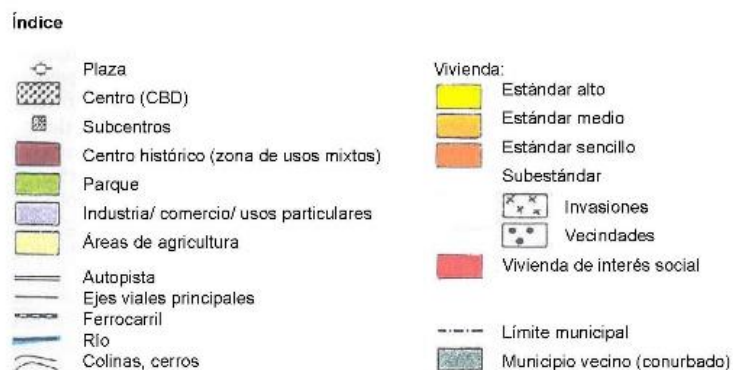 Índice
Plaza
Centro (CBD)
Subcentros
Centro histórico (zona de usos mixtos)
Parque
Industria/ comercio/ usos particulares
Áreas de agricultura
Autopista
Ejes viales principales
Ferrocarril
Río
Colinas, cerros
Vivienda:
Estándar alto
Estándar medio
Estándar sencillo
Subestándar
Invasiones
Vecindades
Vivienda de interés social
Límite municipal
Municipio vecino (conurbado)